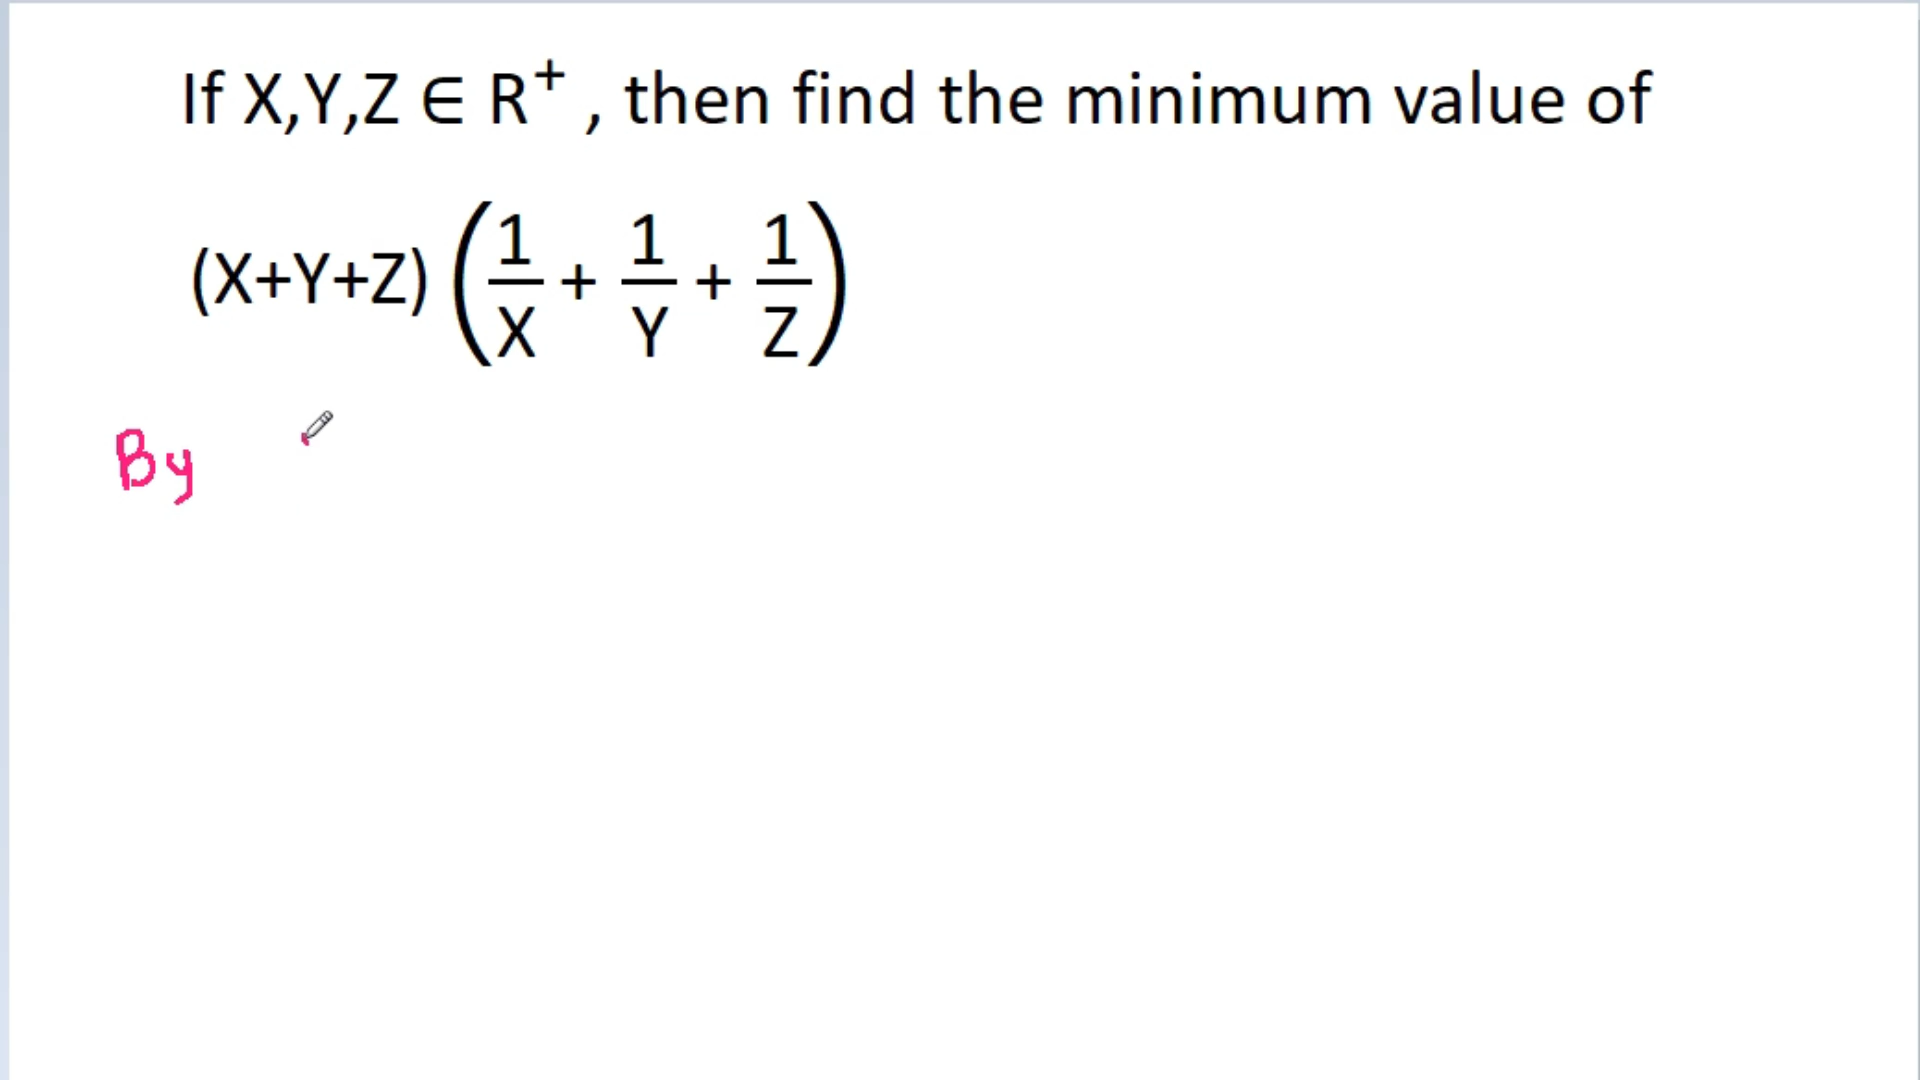 If X,Y,Z ∈ R⁺ , then find the minimum value of
(X+Y+Z) (1/X + 1/Y + 1/Z)
By